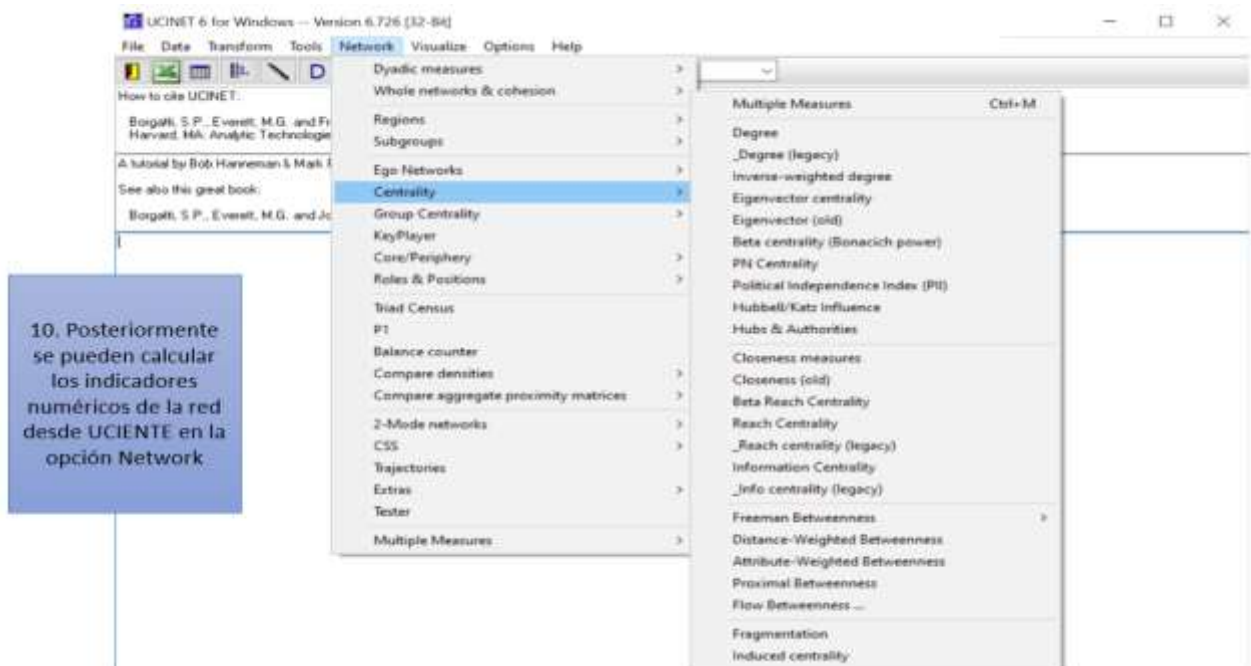 UCINET 6 for Windows -- Version 6.726 [32-Bit]
File Data Transform Tools Network Visualize Options Help
D
How to cite UCINET:
Borgatti, S.P., Everett, M.G. and Fr
Harvard, MA: Analytic Technologie
A tutorial by Bob Hanneman & Mark
See also this great book:
Borgatti, S.P., Everett, M.G. and Jo
10. Posteriormente
se pueden calcular
los indicadores
numéricos de la red
desde UCIENTE en la
opción Network
Dyadic measures
Whole networks & cohesion
Regions
Subgroups
Ego Networks
Centrality
Group Centrality
KeyPlayer
Core/Periphery
Roles & Positions
Triad Census
P1
Balance counter
Compare densities
Compare aggregate proximity matrices
2-Mode networks
CSS
Trajectories
Extras
Tester
Multiple Measures
Multiple Measures Ctrl+M
Degree
_Degree (legacy)
Inverse-weighted degree
Eigenvector centrality
Eigenvector (old)
Beta centrality (Bonacich power)
PN Centrality
Political Independence Index (PII)
Hubbell/Katz Influence
Hubs & Authorities
Closeness measures
Closeness (old)
Beta Reach Centrality
Reach Centrality
_Reach centrality (legacy)
Information Centrality
_Info centrality (legacy)
Freeman Betweenness
Distance-Weighted Betweenness
Attribute-Weighted Betweenness
Proximal Betweenness
Flow Betweenness ...
Fragmentation
Induced centrality